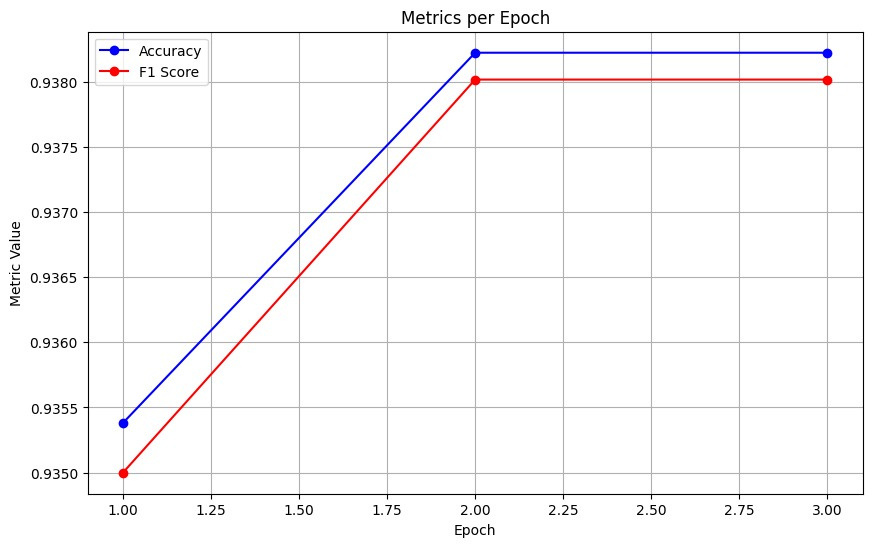 Metrics per Epoch
Accuracy
F1 Score
Metric Value
0.9380
0.9375
0.9370
0.9365
0.9360
0.9355
0.9350
1.00 1.25 1.50 1.75 2.00 2.25 2.50 2.75 3.00
Epoch